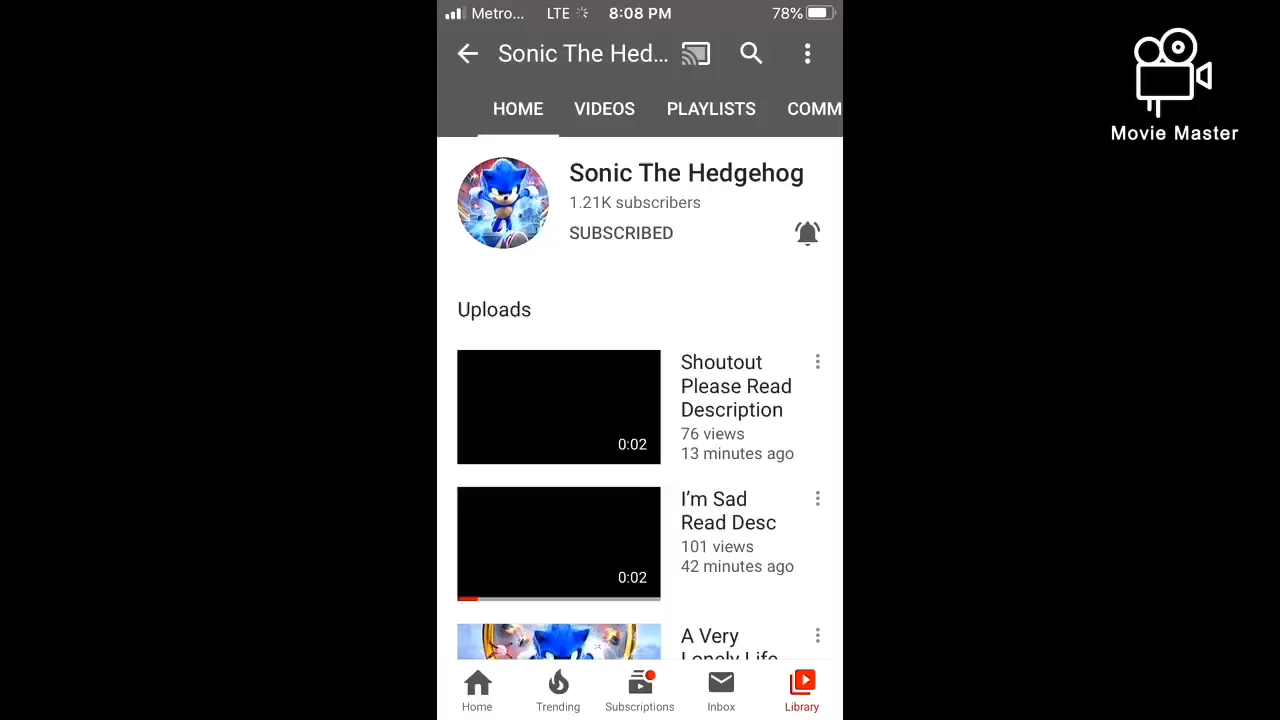 Metro... LTE 8:08 PM 78%
Sonic The Hed...
HOME VIDEOS PLAYLISTS COMM
Movie Master
Sonic The Hedgehog
1.21K subscribers
SUBSCRIBED
Uploads
Shoutout
Please Read
Description
76 views
13 minutes ago
0:02
I’m Sad
Read Desc
101 views
42 minutes ago
0:02
A Very
Lonely Life
Home Trending Subscriptions Inbox Library